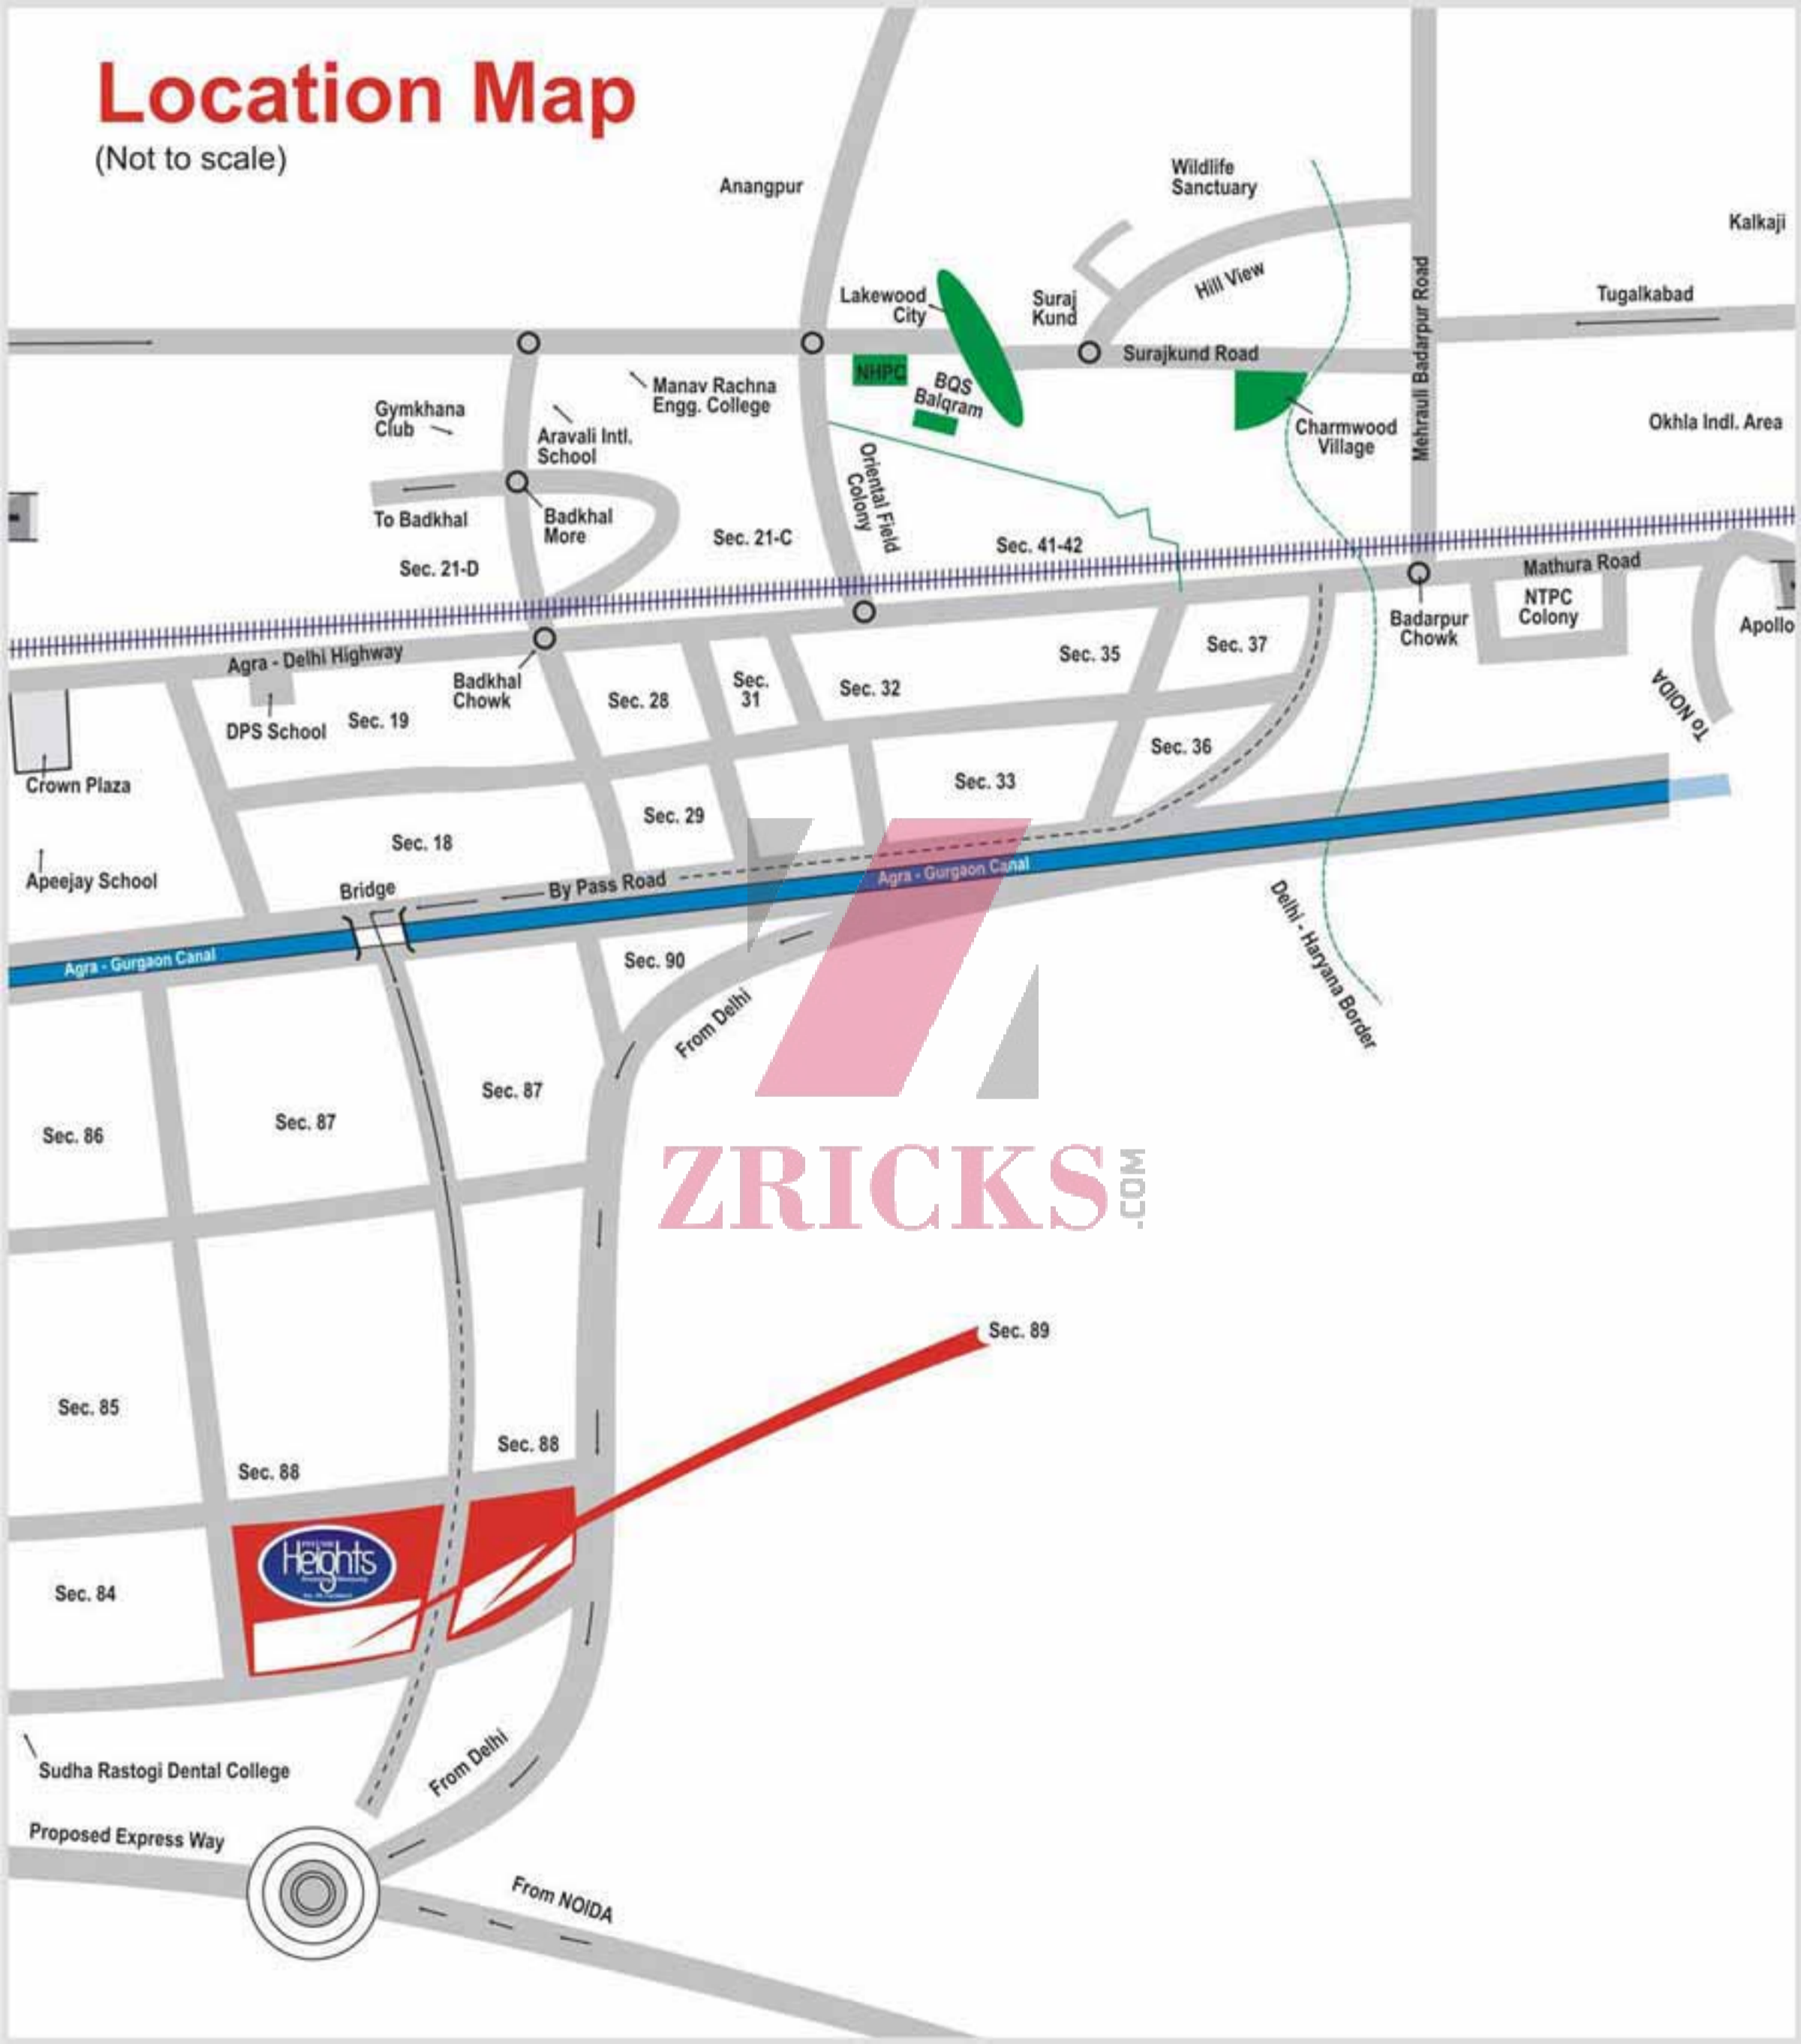 Location Map
(Not to scale)
Anangpur
Wildlife
Sanctuary
Kalkaji
Lakewood
City
Suraj
Kund
Hill View
Mehrauli Badarpur Road
Tugalkabad
Surajkund Road
NHPC
BQS
Balqram
Manav Rachna
Engg. College
Gymkhana
Club
Aravali Intl.
School
Charmwood
Village
Okhla Indl. Area
Oriental Field
Colony
To Badkhal
Badkhal
More
Sec. 21-C
Sec. 41-42
Sec. 21-D
Mathura Road
NTPC
Colony
Badarpur
Chowk
Apollo
Agra - Delhi Highway
Badkhal
Chowk
Sec. 28
Sec.
31
Sec. 32
Sec. 35
Sec. 37
To NOIDA
DPS School
Sec. 19
Sec. 36
Crown Plaza
Sec. 33
Sec. 29
Sec. 18
Apeejay School
Bridge
By Pass Road
Agra - Gurgaon Canal
Agra - Gurgaon Canal
Delhi - Haryana Border
Sec. 90
From Delhi
Sec. 87
Sec. 87
Sec. 86
ZRICKS
.COM
Sec. 89
Sec. 85
Sec. 88
Sec. 88
Heights
Sec. 84
From Delhi
Sudha Rastogi Dental College
Proposed Express Way
From NOIDA